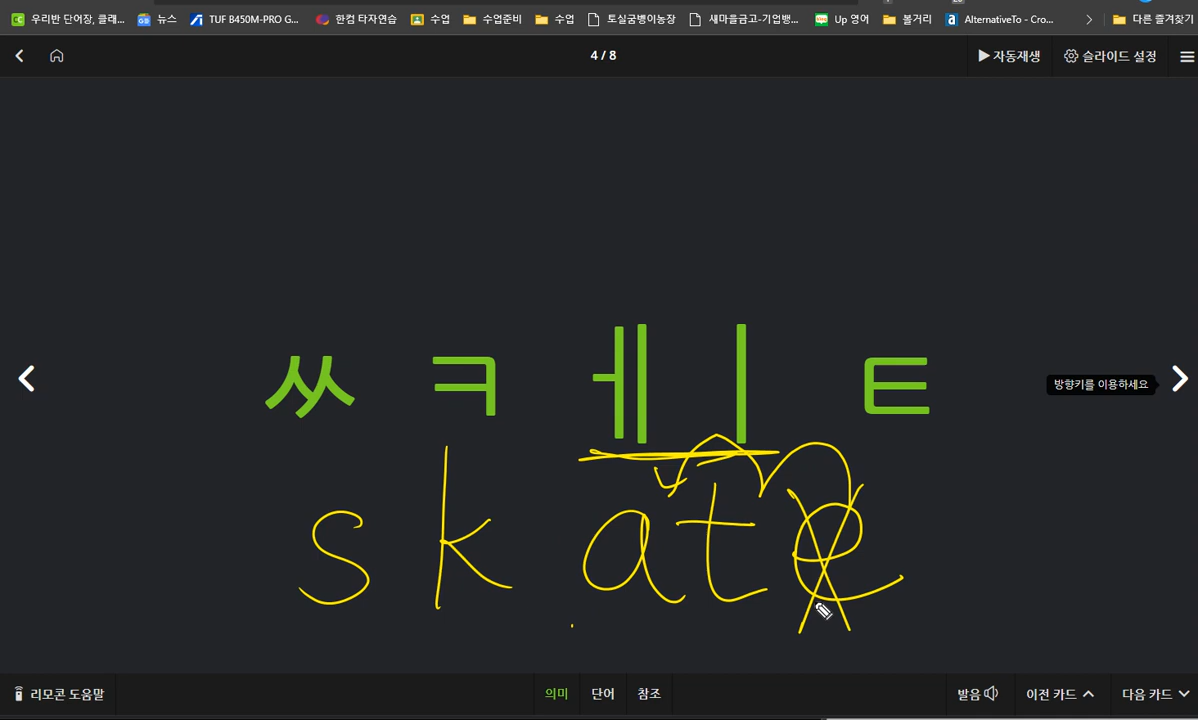 우리반 단어장, 클래... 뉴스 TUF B450M-PRO G... 한컴 타자연습 수업 수업준비 수업 토실굼벵이농장 새마을금고-기업뱅... Up 영어 볼거리 AlternativeTo - Cro... 다른 즐겨찾기
4 / 8 자동재생 슬라이드 설정
ㅆ ㅋ ㅔ ㅣ ㅌ
방향키를 이용하세요
s k a t e
리모콘 도움말 의미 단어 참조 발음 이전 카드 다음 카드